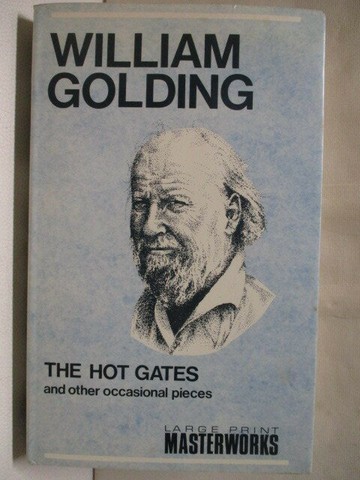 WILLIAM
GOLDING
THE HOT GATES
and other occasional pieces
LARGE PRINT
MASTERWORKS